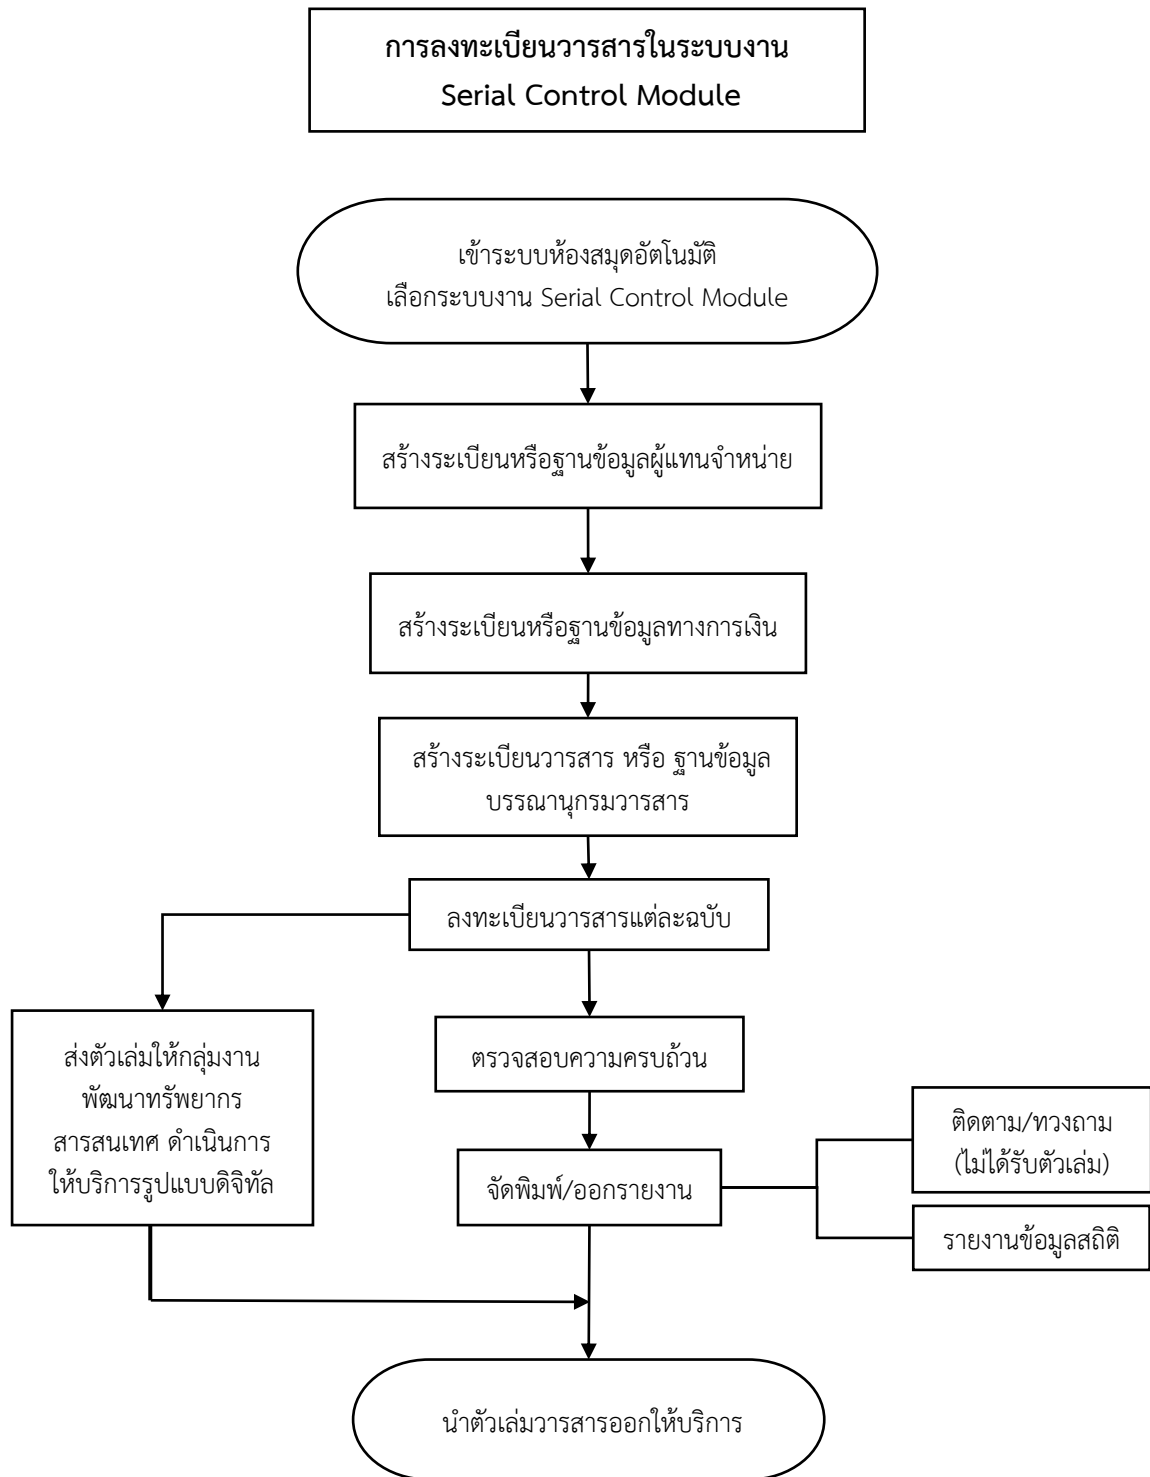 การลงทะเบียนวารสารในระบบงาน
Serial Control Module
เข้าระบบห้องสมุดอัตโนมัติ
เลือกระบบงาน Serial Control Module
สร้างระเบียนหรือฐานข้อมูลผู้แทนจำหน่าย
สร้างระเบียนหรือฐานข้อมูลทางการเงิน
สร้างระเบียนวารสาร หรือ ฐานข้อมูล
บรรณานุกรมวารสาร
ลงทะเบียนวารสารแต่ละฉบับ
ส่งตัวเล่มให้กลุ่มงาน
พัฒนาทรัพยากร
สารสนเทศ ดำเนินการ
ให้บริการรูปแบบดิจิทัล
ตรวจสอบความครบถ้วน
จัดพิมพ์/ออกรายงาน
ติดตาม/ทวงถาม
(ไม่ได้รับตัวเล่ม)
รายงานข้อมูลสถิติ
นำตัวเล่มวารสารออกให้บริการ